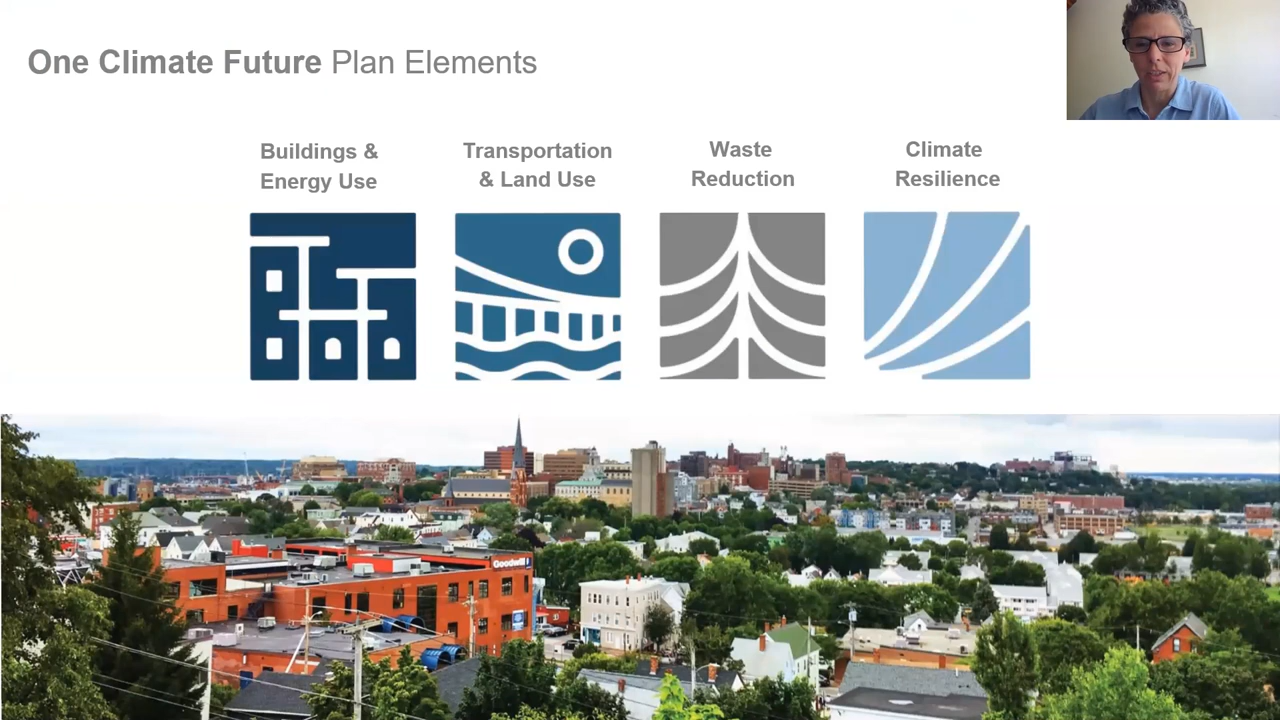 One Climate Future Plan Elements
Buildings &
Energy Use
Transportation
& Land Use
Waste
Reduction
Climate
Resilience
Goodwill